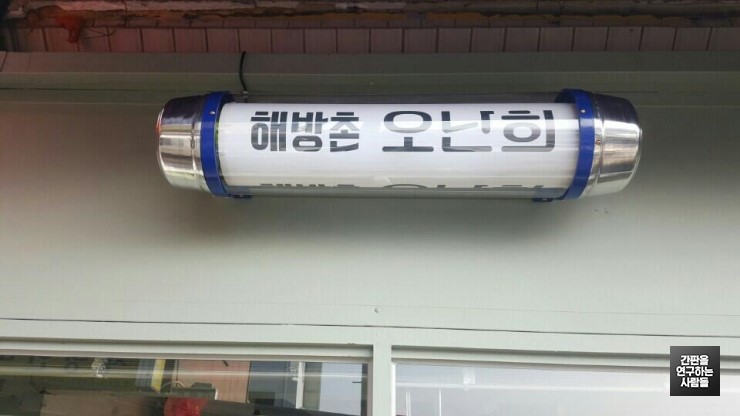 해방촌 오난희
간판을
연구하는
사람들